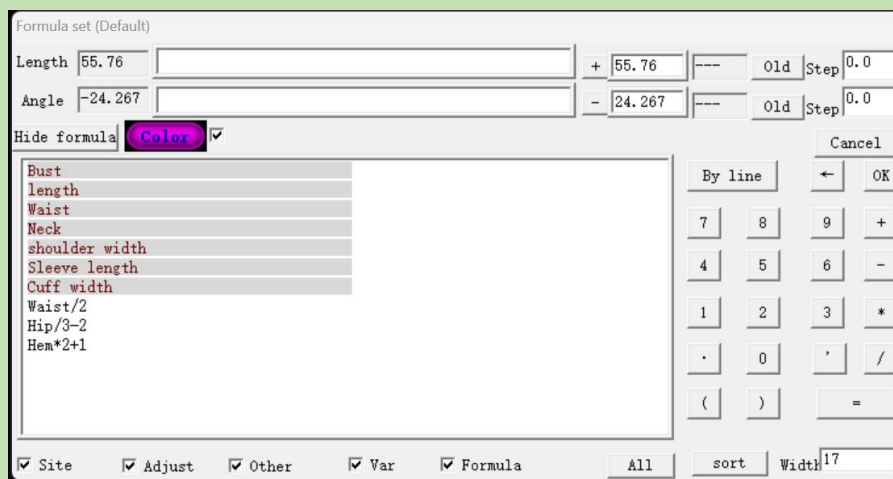 Formula set (Default)
Length 55.76 + 55.76 --- Old Step 0.0
Angle -24.267 - 24.267 --- Old Step 0.0
Hide formula Color Cancel
Bust By line ← OK
length
Waist
Neck 7 8 9 +
shoulder width
Sleeve length 4 5 6 -
Cuff width
Waist/2 1 2 3 *
Hip/3-2
Hem*2+1 . 0 ' /
( ) =
Site Adjust Other Var Formula All sort Width 17